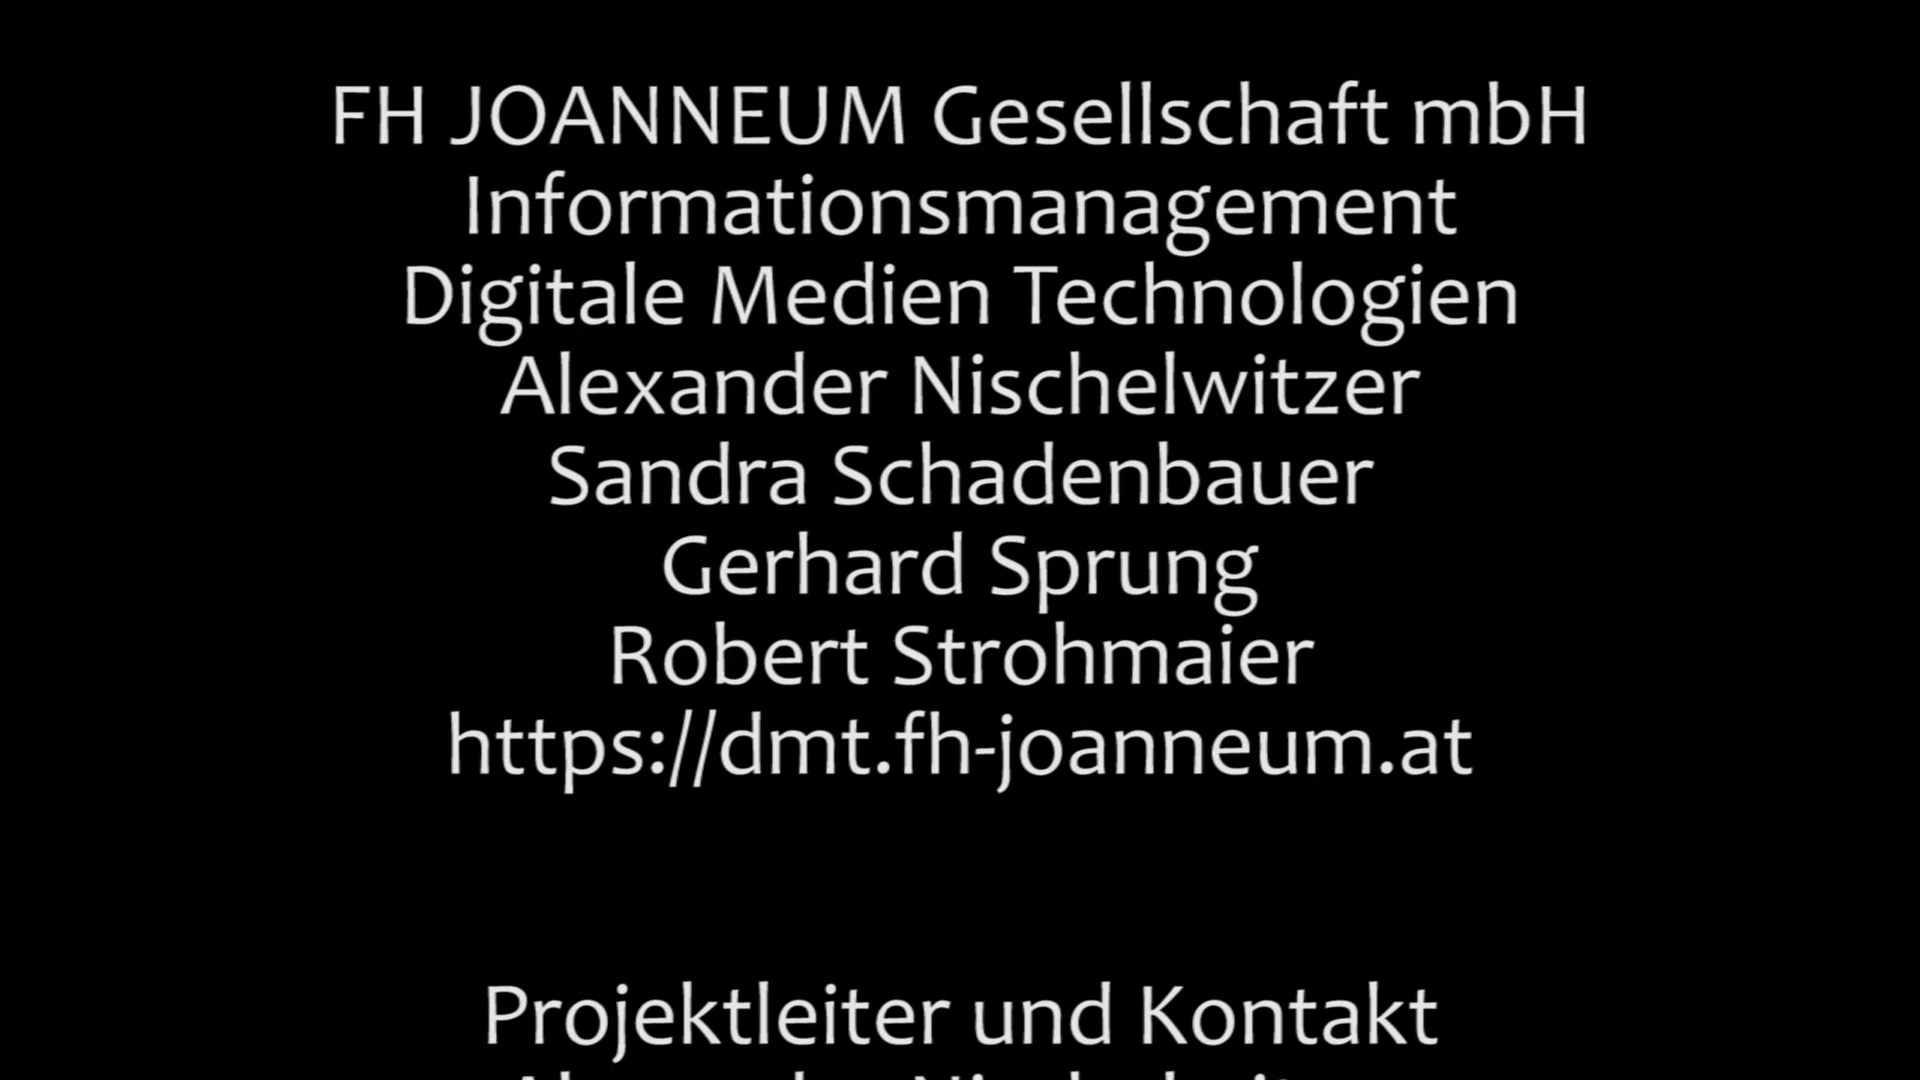 FH JOANNEUM Gesellschaft mbH
Informationsmanagement
Digitale Medien Technologien
Alexander Nischelwitzer
Sandra Schadenbauer
Gerhard Sprung
Robert Strohmaier
https://dmt.fh-joanneum.at
Projektleiter und Kontakt